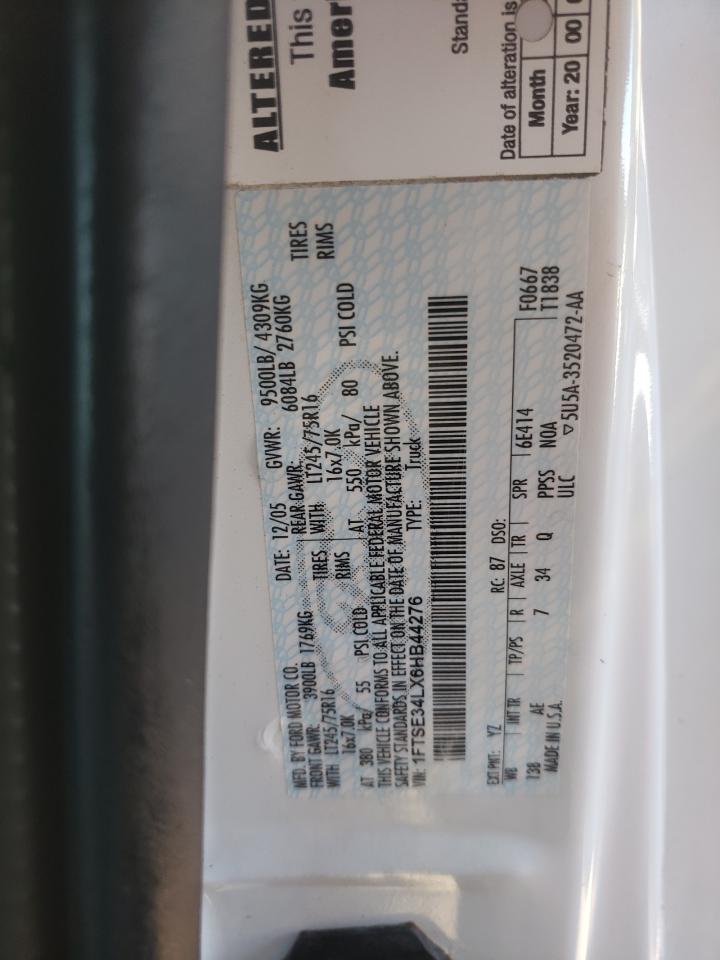 ALTERED
This
Amer
Standa
Date of alteration is
Month
Year: 20 00
MFD. BY FORD MOTOR CO.
DATE: 12/05 GVWR: 9500LB/ 4309KG
FRONT GAWR: 3900LB 1769KG REAR GAWR: 6084LB 2760KG
WITH LT245/75R16 TIRES WITH LT245/75R16 TIRES
16x7.0K RIMS 16x7.0K RIMS
AT 380 kPa/ 55 PSI COLD AT 550 kPa/ 80 PSI COLD
THIS VEHICLE CONFORMS TO ALL APPLICABLE FEDERAL MOTOR VEHICLE
SAFETY STANDARDS IN EFFECT ON THE DATE OF MANUFACTURE SHOWN ABOVE.
VIN: 1FTSE34LX6HB44276 TYPE: Truck
EXT PNT: YZ RC: 87 DSO:
WB INT TR TP/PS R AXLE TR SPR 6E414 F0667
138 AE 7 34 Q PPSS NOA T1838
MADE IN U.S.A. ULC ▽5U5A-3520472-AA